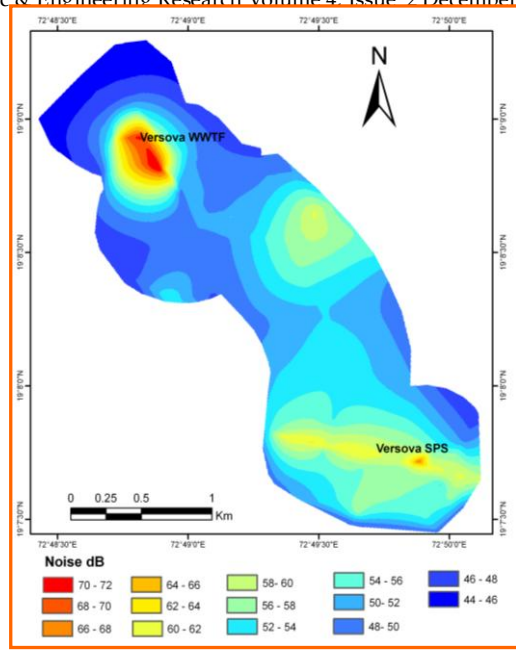 C & Engineering Research Volume 4, Issue 2 December
72°48'30"E 72°49'0"E 72°49'30"E 72°50'0"E
N
19°9'0"N 19°9'0"N
Versova WWTF
19°8'30"N 19°8'30"N
19°8'0"N 19°8'0"N
Versova SPS
0 0.25 0.5 1
Km
19°7'30"N 19°7'30"N
72°48'30"E 72°49'0"E 72°49'30"E 72°50'0"E
Noise dB
70 - 72 64 - 66 58- 60 54 - 56 46 - 48
68 - 70 62 - 64 56 - 58 50- 52 44 - 46
66 - 68 60 - 62 52 - 54 48- 50